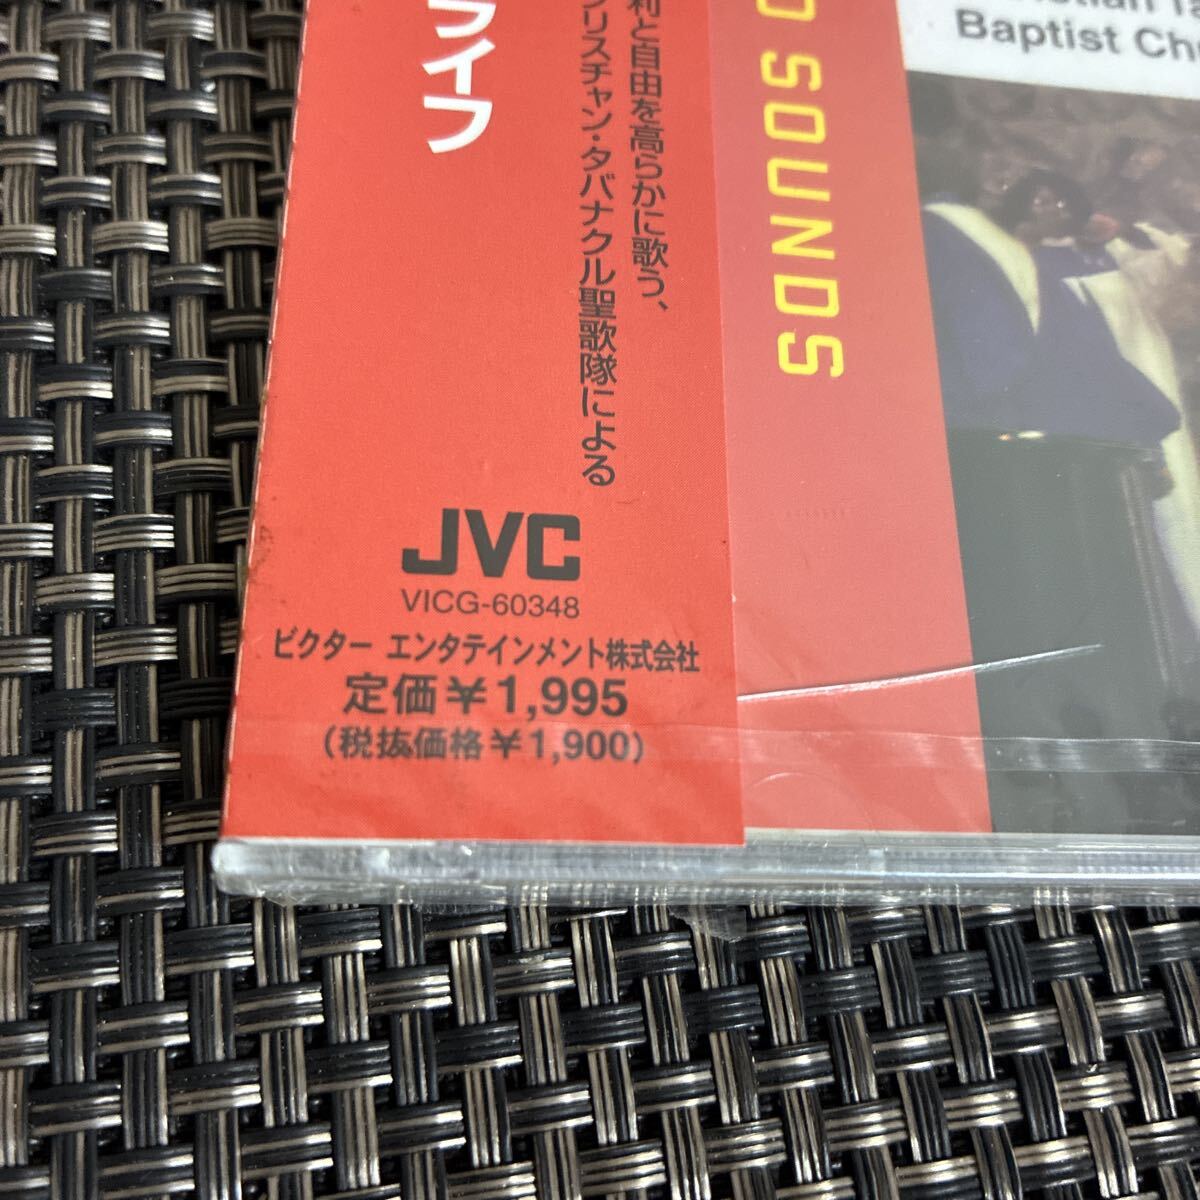 利と自由を高らかに歌う、
リスチャン・タバナクル聖歌隊による
ライフ
JVC
VICG-60348
ビクター エンタテインメント株式会社
定価￥1,995
(税抜価格￥1,900)
SOUNDS
Baptist